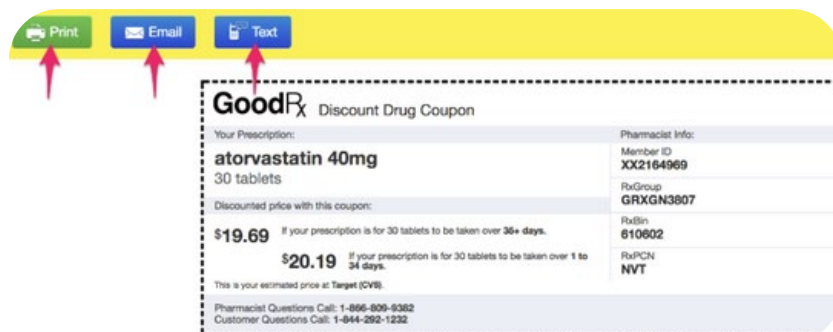 Print Email Text
GoodRx Discount Drug Coupon
Your Prescription:
atorvastatin 40mg
30 tablets
Discounted price with this coupon:
$19.69 If your prescription is for 30 tablets to be taken over 35+ days.
$20.19 If your prescription is for 30 tablets to be taken over 1 to
34 days.
This is your estimated price at Target (CVS).
Pharmacist Questions Call: 1-866-809-9382
Customer Questions Call: 1-844-292-1232
Pharmacist Info:
Member ID
XX2164969
RxGroup
GRXGN3807
RxBin
610602
RxPCN
NVT